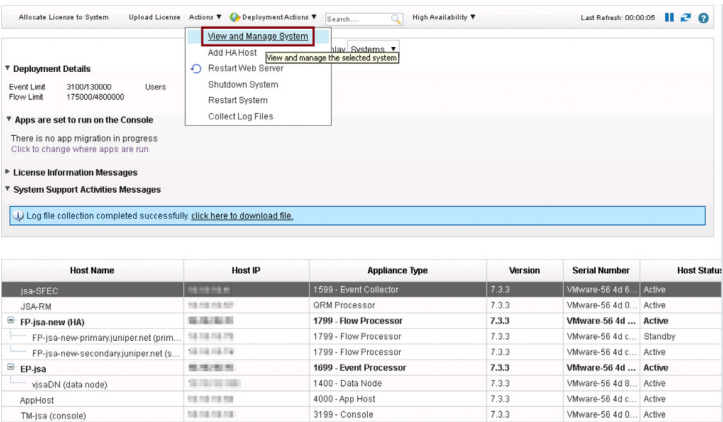 Allocate License to System Upload License Actions ▼ Deployment Actions ▼ Search.... High Availability ▼ Last Refresh: 00:00:05
View and Manage System
Add HA Host
Display Systems ▼
View and manage the selected system
Restart Web Server
Shutdown System
Restart System
Collect Log Files
▼ Deployment Details
Event Limit 3100/130000 Users
Flow Limit 175000/4800000
▼ Apps are set to run on the Console
There is no app migration in progress
Click to change where apps are run
► License Information Messages
▼ System Support Activities Messages
Log file collection completed successfully. click here to download file.
Host Name Host IP Appliance Type Version Serial Number Host Status
jsa-SFEC 1599 - Event Collector 7.3.3 VMware-56 4d 6... Active
JSA-RM QRM Processor 7.3.3 VMware-56 4d 0... Active
FP-jsa-new (HA) 1799 - Flow Processor 7.3.3 VMware-56 4d ... Active
FP-jsa-new-primary.juniper.net (prim... 1799 - Flow Processor 7.3.3 VMware-56 4d c... Standby
FP-jsa-new-secondary.juniper.net (s... 1799 - Flow Processor 7.3.3 VMware-56 4d c... Active
EP-jsa 1699 - Event Processor 7.3.3 VMware-56 4d ... Active
vjsaDN (data node) 1400 - Data Node 7.3.3 VMware-56 4d 8... Active
AppHost 4000 - App Host 7.3.3 VMware-56 4d c... Active
TM-jsa (console) 3199 - Console 7.3.3 VMware-56 4d 0... Active